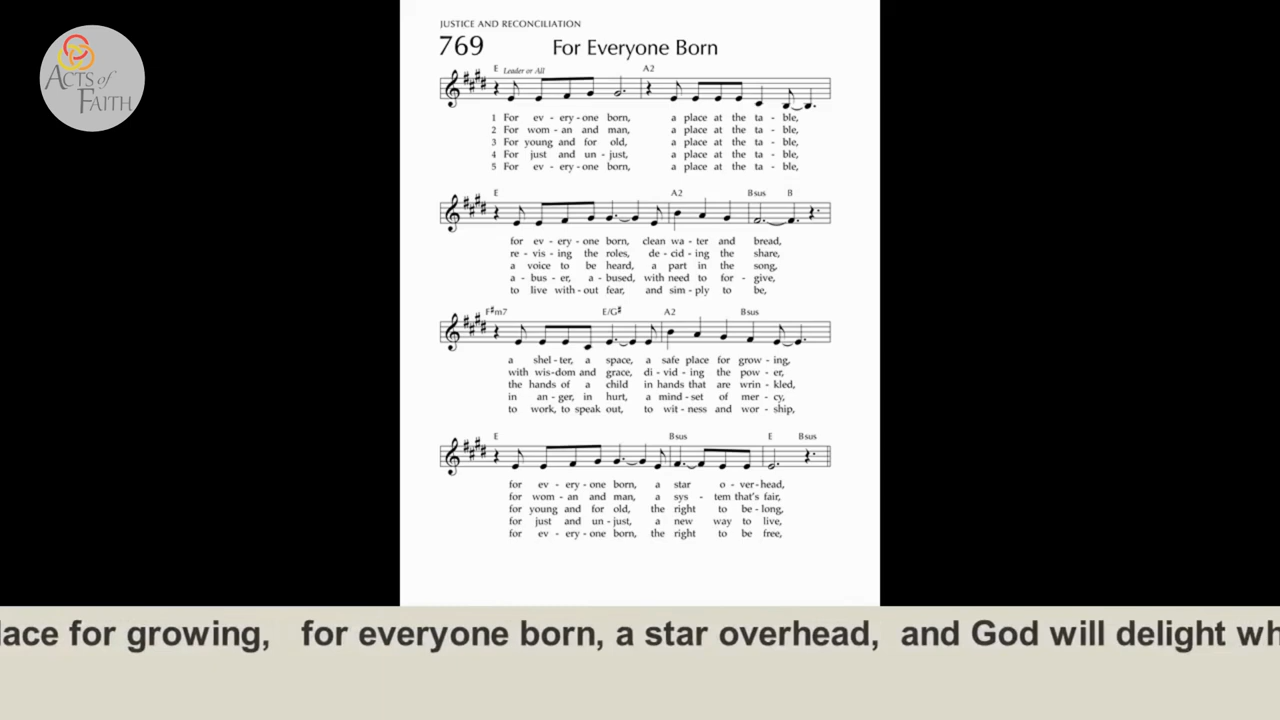 ACTS of
FAITH
JUSTICE AND RECONCILIATION
769 For Everyone Born
E Leader or All A2
1 For ev - ery - one born, a place at the ta - ble,
2 For wom - an and man, a place at the ta - ble,
3 For young and for old, a place at the ta - ble,
4 For just and un - just, a place at the ta - ble,
5 For ev - ery - one born, a place at the ta - ble,
E A2 Bsus B
for ev - ery - one born, clean wa - ter and bread,
re - vis - ing the roles, de - cid - ing the share,
a voice to be heard, a part in the song,
a - bus - er, a - bused, with need to for - give,
to live with - out fear, and sim - ply to be,
F#m7 E/G# A2 Bsus
a shel - ter, a space, a safe place for grow - ing,
with wis - dom and grace, di - vid - ing the pow - er,
the hands of a child in hands that are wrin - kled,
in an - ger, in hurt, a mind - set of mer - cy,
to work, to speak out, to wit - ness and wor - ship,
E Bsus E Bsus
for ev - ery - one born, a star o - ver - head,
for wom - an and man, a sys - tem that's fair,
for young and for old, the right to be - long,
for just and un - just, a new way to live,
for ev - ery - one born, the right to be free,
lace for growing, for everyone born, a star overhead, and God will delight wh